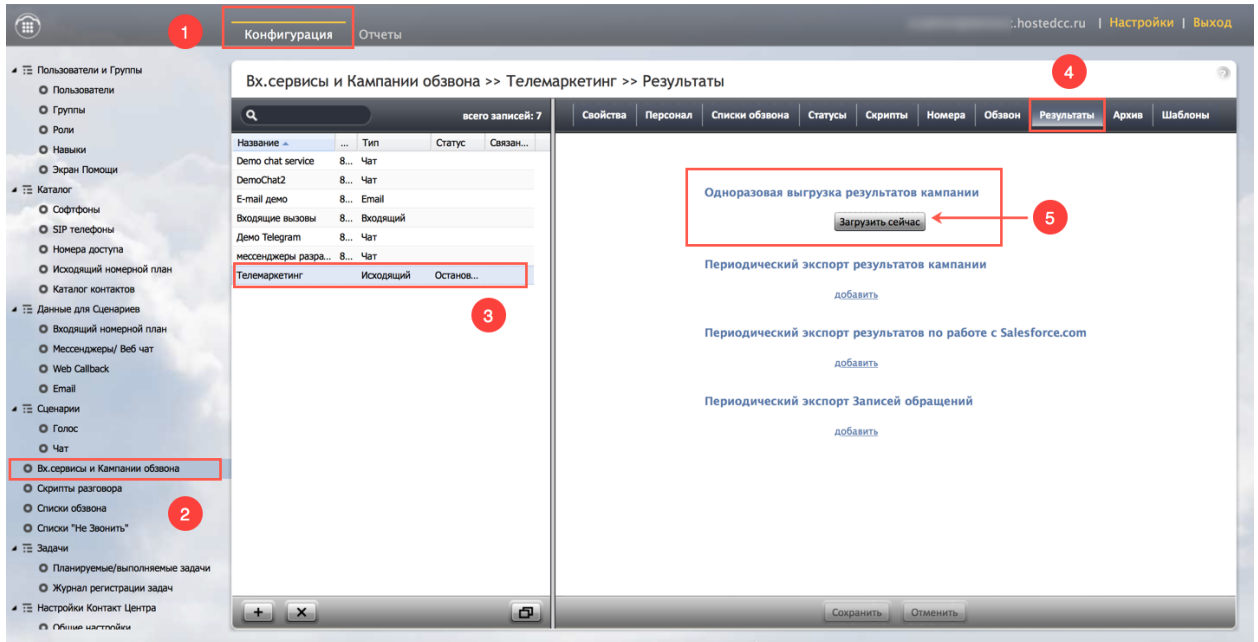 1
Конфигурация
Отчеты
.hostedcc.ru | Настройки | Выход
Пользователи и Группы
Пользователи
Группы
Роли
Навыки
Экран Помощи
Каталог
Софтфоны
SIP телефоны
Номера доступа
Исходящий номерной план
Каталог контактов
Данные для Сценариев
Входящий номерной план
Мессенджеры/ Веб чат
Web Callback
Email
Сценарии
Голос
Чат
Вх.сервисы и Кампании обзвона
Скрипты разговора
Списки обзвона
Списки "Не Звонить"
2
Задачи
Планируемые/выполняемые задачи
Журнал регистрации задач
Настройки Контакт Центра
Общие настройки
Вх.сервисы и Кампании обзвона >> Телемаркетинг >> Результаты
4
всего записей: 7
Название ... Тип Статус Связан...
Demo chat service 8... Чат
DemoChat2 8... Чат
E-mail демо 8... Email
Входящие вызовы 8... Входящий
Демо Telegram 8... Чат
мессенджеры разра... 8... Чат
Телемаркетинг Исходящий Останов...
3
Свойства | Персонал | Списки обзвона | Статусы | Скрипты | Номера | Обзвон | Результаты | Архив | Шаблоны
Одноразовая выгрузка результатов кампании
Загрузить сейчас
5
Периодический экспорт результатов кампании
добавить
Периодический экспорт результатов по работе с Salesforce.com
добавить
Периодический экспорт Записей обращений
добавить
+ X
Сохранить Отменить